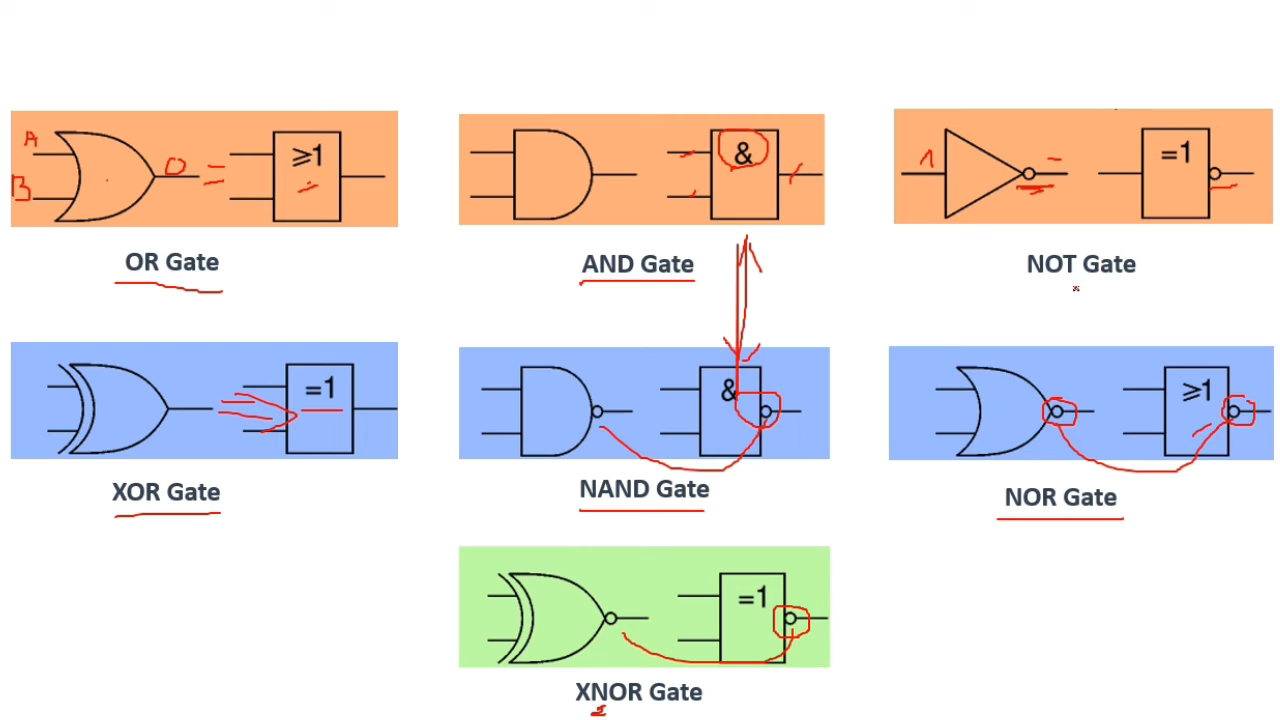 A
B
O
≥1
&
1
=1
OR Gate
AND Gate
NOT Gate
=1
&
≥1
XOR Gate
NAND Gate
NOR Gate
=1
XNOR Gate